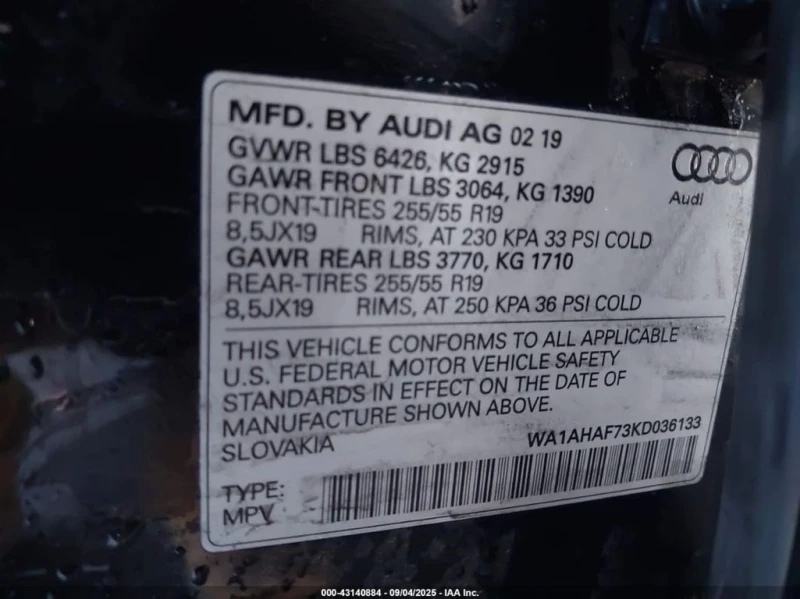 MFD. BY AUDI AG 02 19
GVWR LBS 6426, KG 2915
GAWR FRONT LBS 3064, KG 1390
FRONT-TIRES 255/55 R19
8,5JX19 RIMS, AT 230 KPA 33 PSI COLD
GAWR REAR LBS 3770, KG 1710
REAR-TIRES 255/55 R19
8,5JX19 RIMS, AT 250 KPA 36 PSI COLD
Audi
THIS VEHICLE CONFORMS TO ALL APPLICABLE
U.S. FEDERAL MOTOR VEHICLE SAFETY
STANDARDS IN EFFECT ON THE DATE OF
MANUFACTURE SHOWN ABOVE.
SLOVAKIA
WA1AHAF73KD036133
TYPE:
MPV
000-43140884 - 09/04/2025 - IAA Inc.